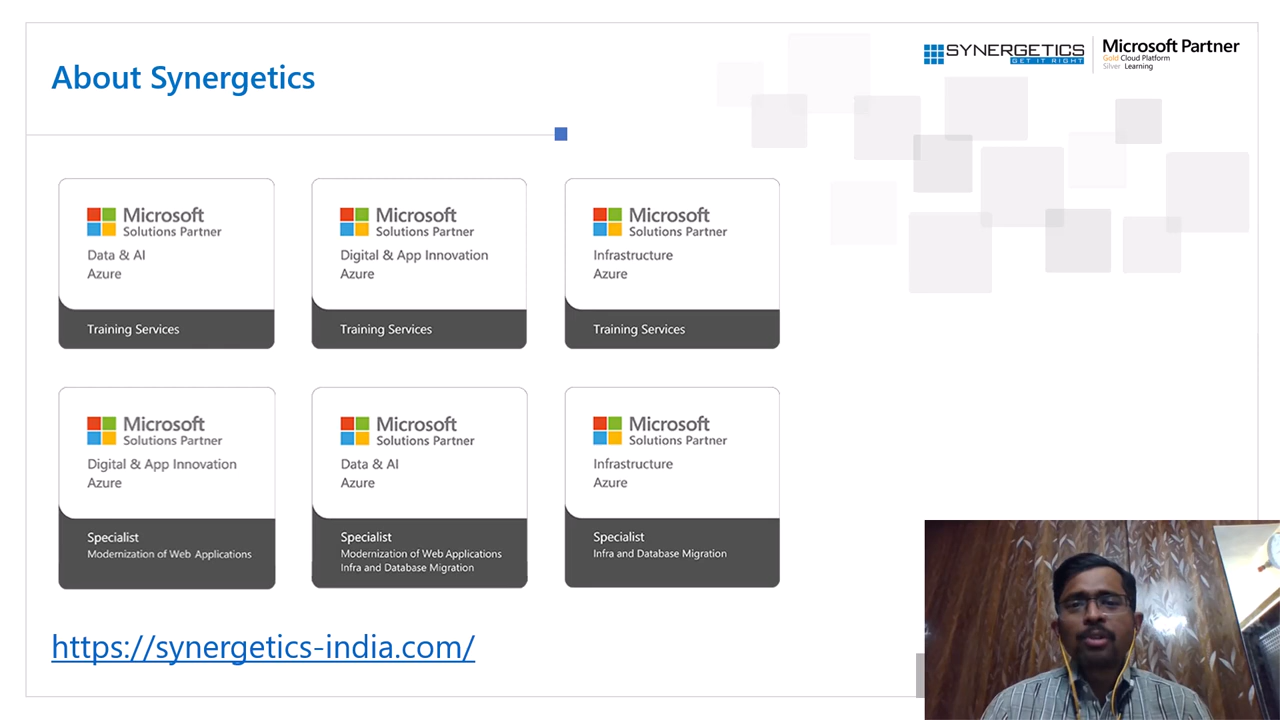 About Synergetics
SYNERGETICS
GET IT RIGHT
Microsoft Partner
Gold Cloud Platform
Silver Learning
Microsoft
Solutions Partner
Data & AI
Azure
Training Services
Microsoft
Solutions Partner
Digital & App Innovation
Azure
Training Services
Microsoft
Solutions Partner
Infrastructure
Azure
Training Services
Microsoft
Solutions Partner
Digital & App Innovation
Azure
Specialist
Modernization of Web Applications
Microsoft
Solutions Partner
Data & AI
Azure
Specialist
Modernization of Web Applications
Infra and Database Migration
Microsoft
Solutions Partner
Infrastructure
Azure
Specialist
Infra and Database Migration
https://synergetics-india.com/